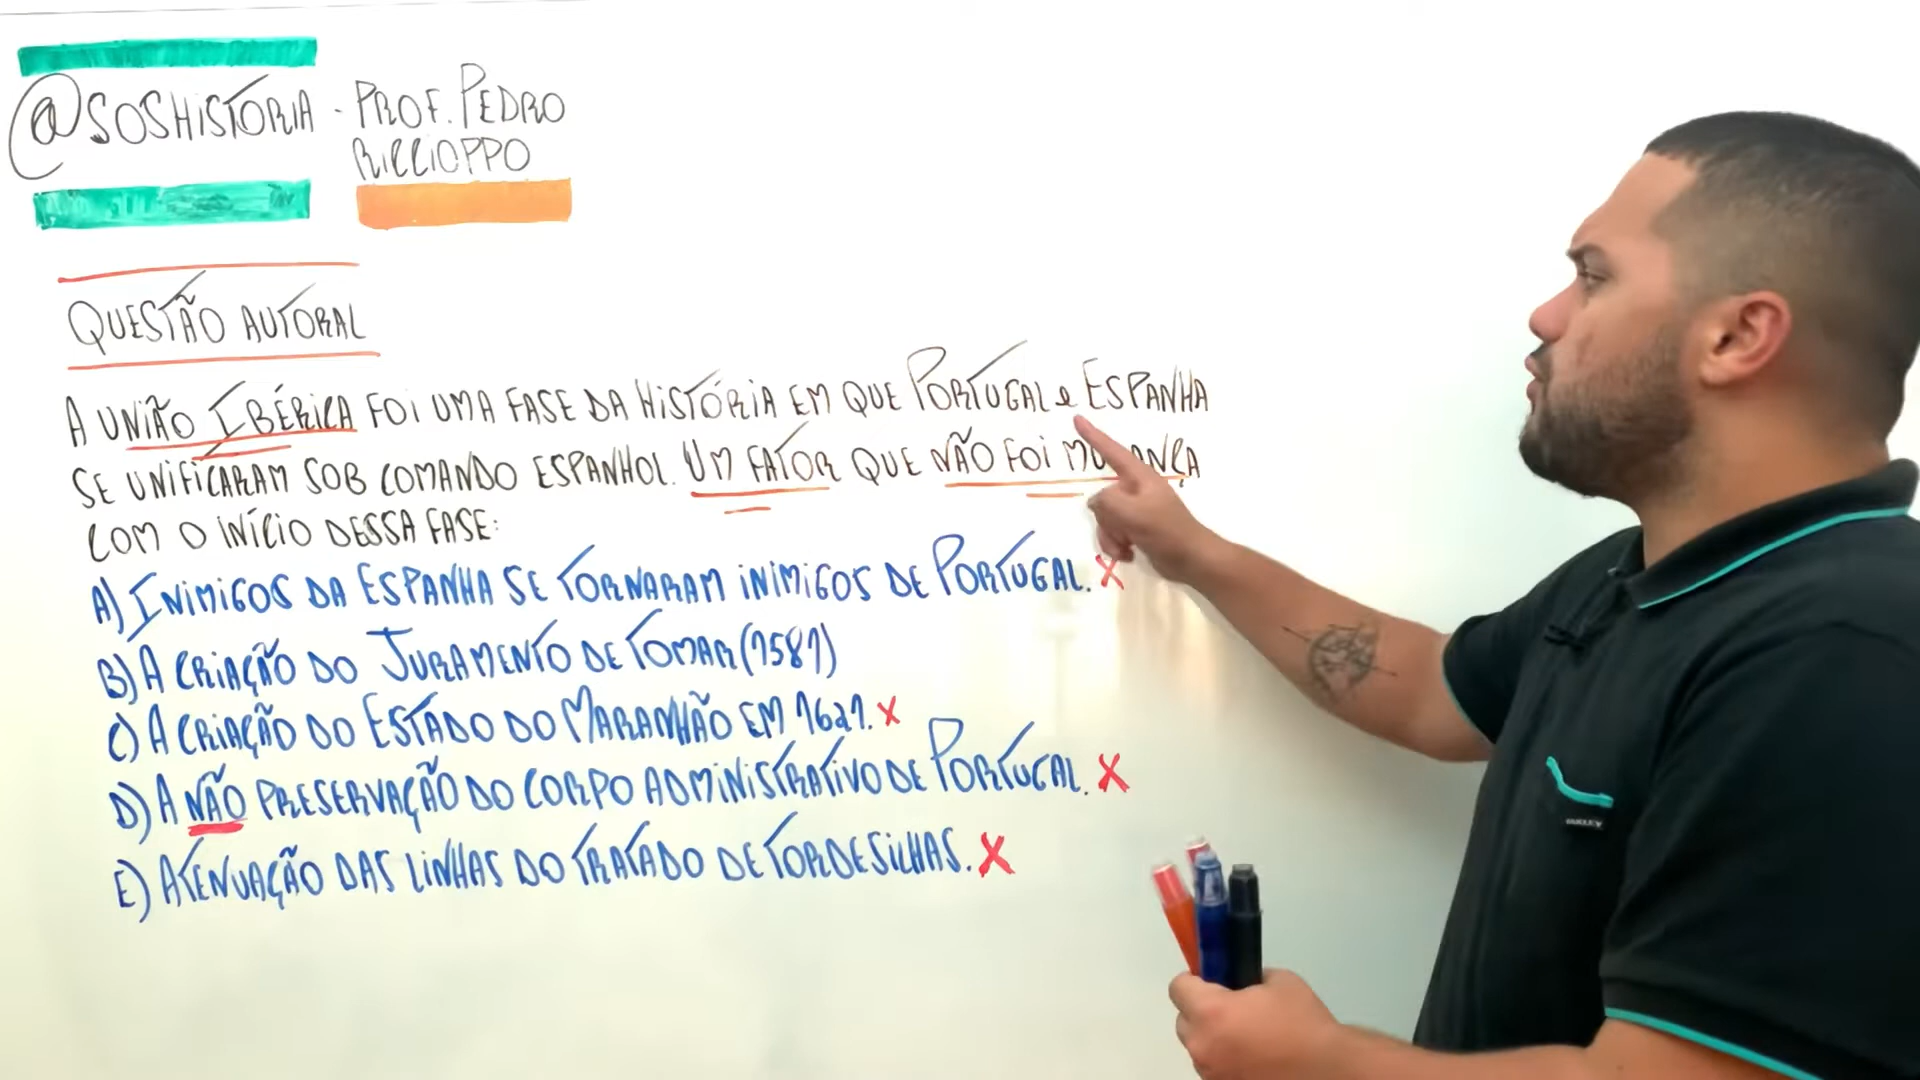 @SOSHISTÓRIA - PROF. PEDRO
RICCIOPPO
QUESTÃO AUTORAL
A UNIÃO IBÉRICA FOI UMA FASE DA HISTÓRIA EM QUE PORTUGAL e ESPANHA
SE UNIFICARAM SOB COMANDO ESPANHOL. UM FATOR QUE NÃO FOI MUDANÇA
COM O INÍCIO DESSA FASE:
A) INIMIGOS DA ESPANHA SE TORNARAM INIMIGOS DE PORTUGAL. X
B) A CRIAÇÃO DO JURAMENTO DE TOMAR (1581)
C) A CRIAÇÃO DO ESTADO DO MARANHÃO EM 1621. X
D) A NÃO PRESERVAÇÃO DO CORPO ADMINISTRATIVO DE PORTUGAL. X
E) ATENUAÇÃO DAS LINHAS DO TRATADO DE TORDESILHAS. X
OAKLEY